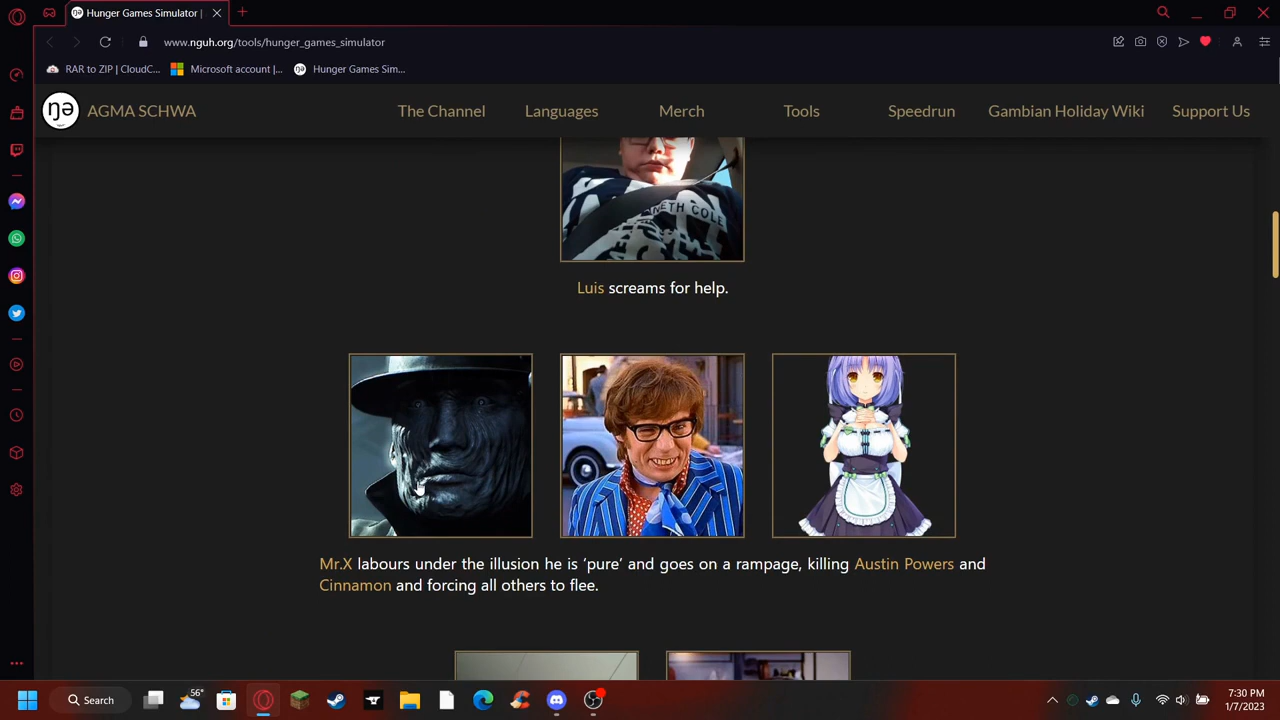 Hunger Games Simulator |
www.nguh.org/tools/hunger_games_simulator
RAR to ZIP | CloudC... Microsoft account |... Hunger Games Sim...
ŋə AGMA SCHWA The Channel Languages Merch Tools Speedrun Gambian Holiday Wiki Support Us
NETH COLE
Luis screams for help.
Mr.X labours under the illusion he is ‘pure’ and goes on a rampage, killing Austin Powers and
Cinnamon and forcing all others to flee.
Search 56° 7:30 PM
1/7/2023